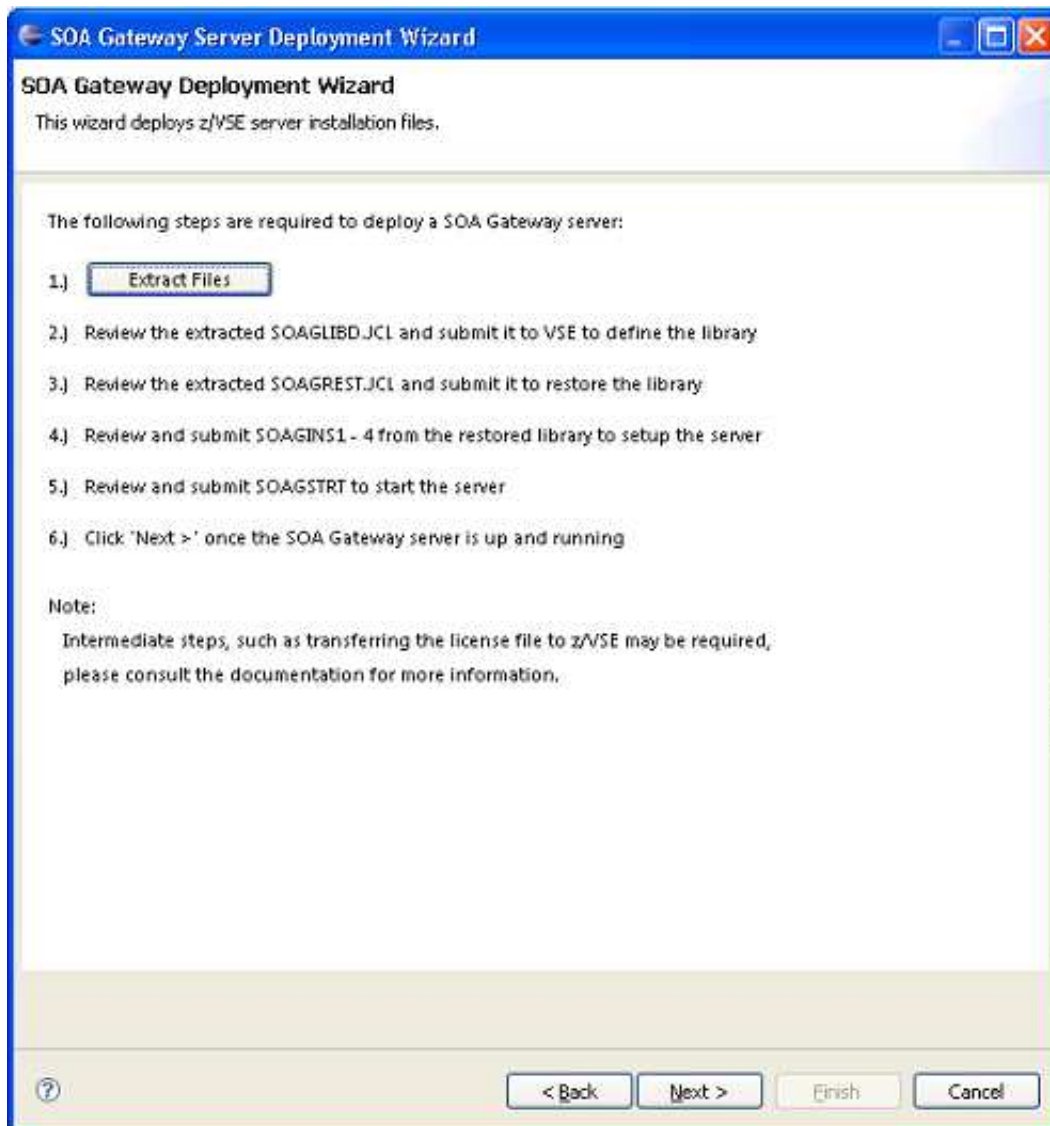 SOA Gateway Server Deployment Wizard
SOA Gateway Deployment Wizard
This wizard deploys z/VSE server installation files.
The following steps are required to deploy a SOA Gateway server:
1.) Extract Files
2.) Review the extracted SOAGLIBD.JCL and submit it to VSE to define the library
3.) Review the extracted SOAGREST.JCL and submit it to restore the library
4.) Review and submit SOAGINS1 - 4 from the restored library to setup the server
5.) Review and submit SOAGSTRT to start the server
6.) Click 'Next >' once the SOA Gateway server is up and running
Note:
Intermediate steps, such as transferring the license file to z/VSE may be required,
please consult the documentation for more information.
? < Back Next > Finish Cancel